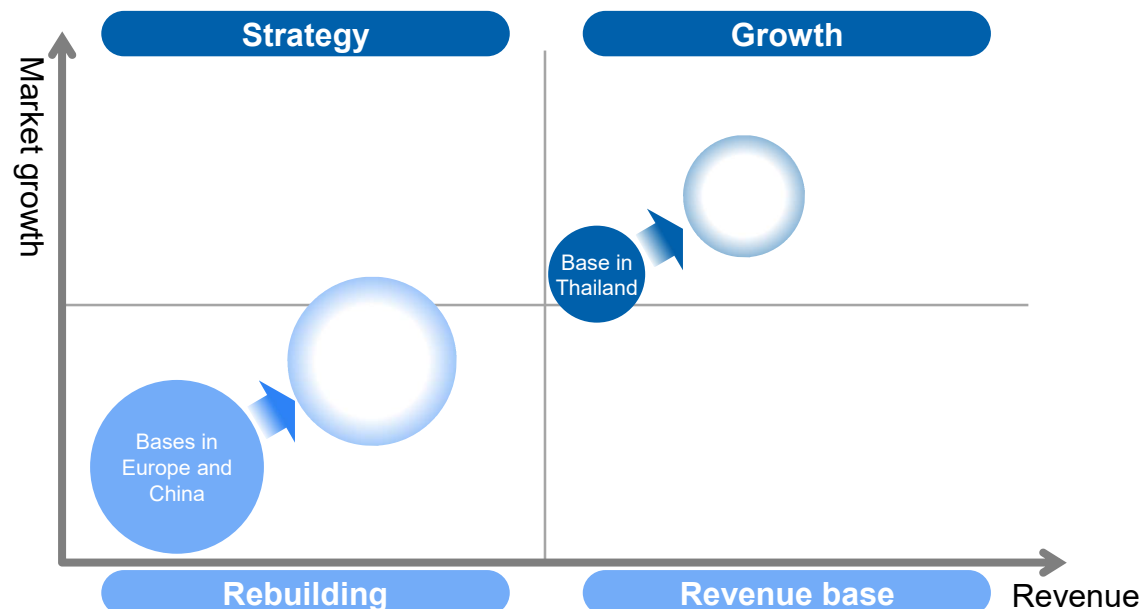 Strategy
Growth
Market growth
Base in
Thailand
Bases in
Europe and
China
Rebuilding
Revenue base
Revenue